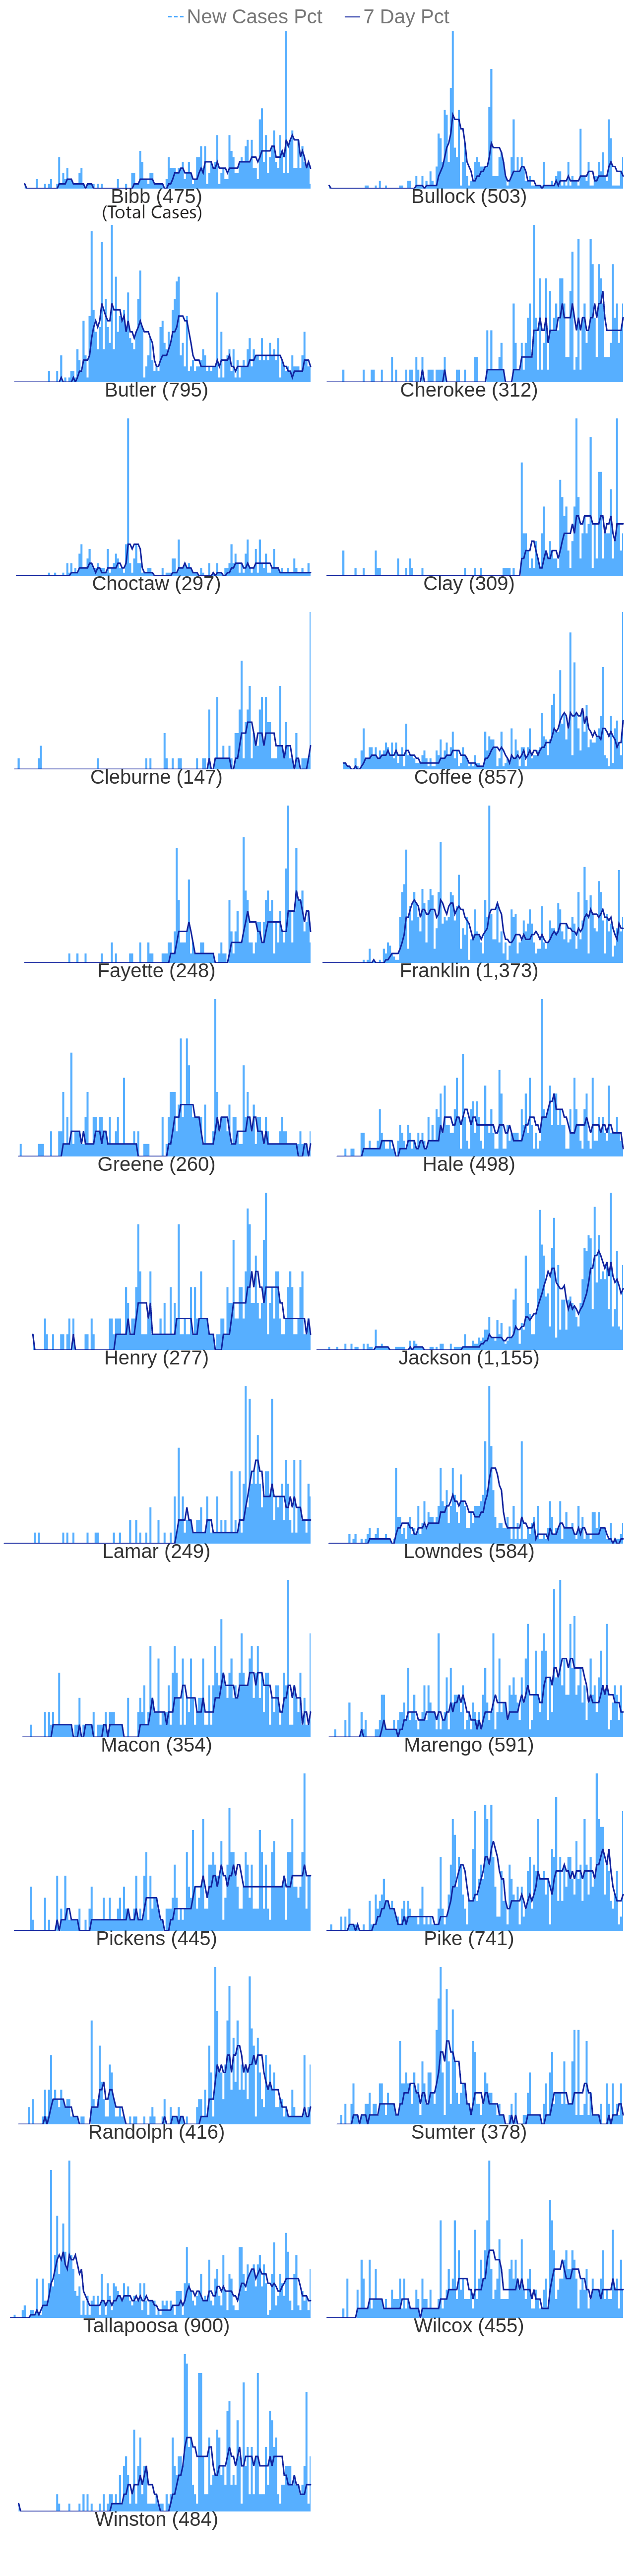 New Cases Pct 7 Day Pct
Bibb (475) Bullock (503)
(Total Cases)
Butler (795) Cherokee (312)
Choctaw (297) Clay (309)
Cleburne (147) Coffee (857)
Fayette (248) Franklin (1,373)
Greene (260) Hale (498)
Henry (277) Jackson (1,155)
Lamar (249) Lowndes (584)
Macon (354) Marengo (591)
Pickens (445) Pike (741)
Randolph (416) Sumter (378)
Tallapoosa (900) Wilcox (455)
Winston (484)